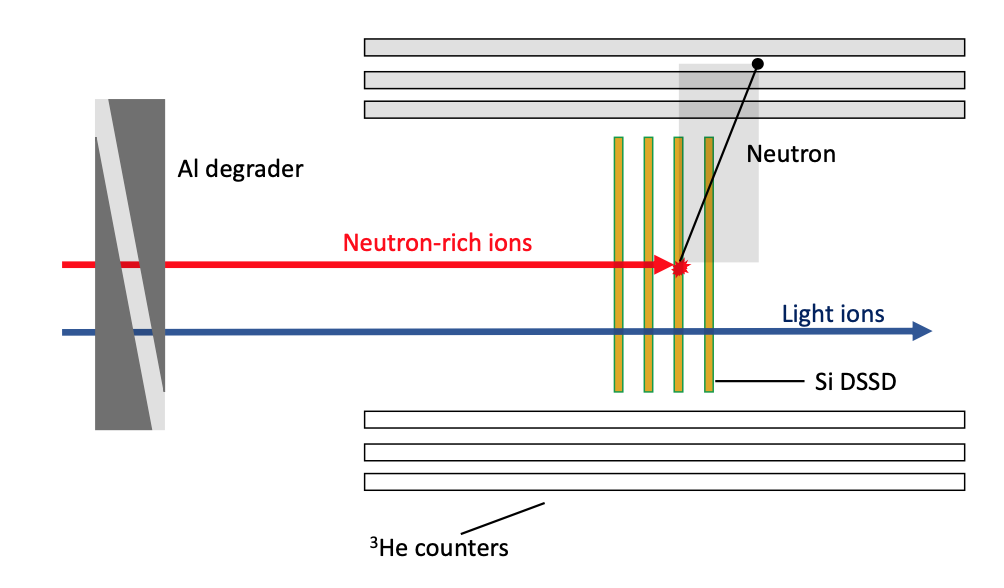 Al degrader
Neutron
Neutron-rich ions
Light ions
Si DSSD
³He counters